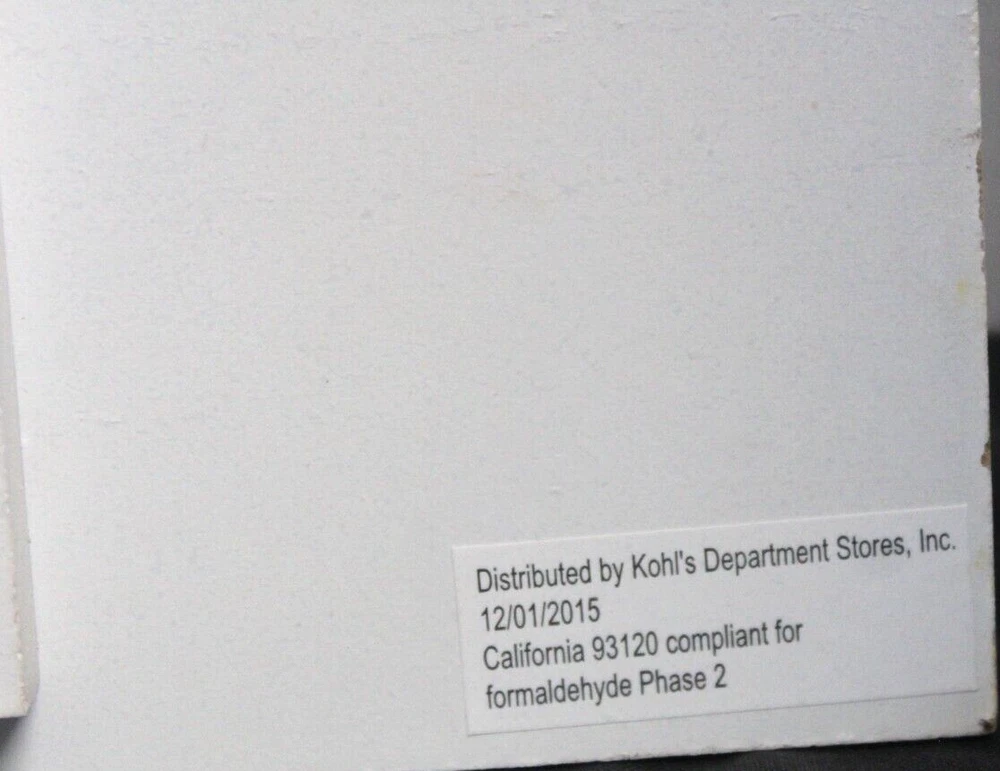 Distributed by Kohl's Department Stores, Inc.
12/01/2015
California 93120 compliant for
formaldehyde Phase 2